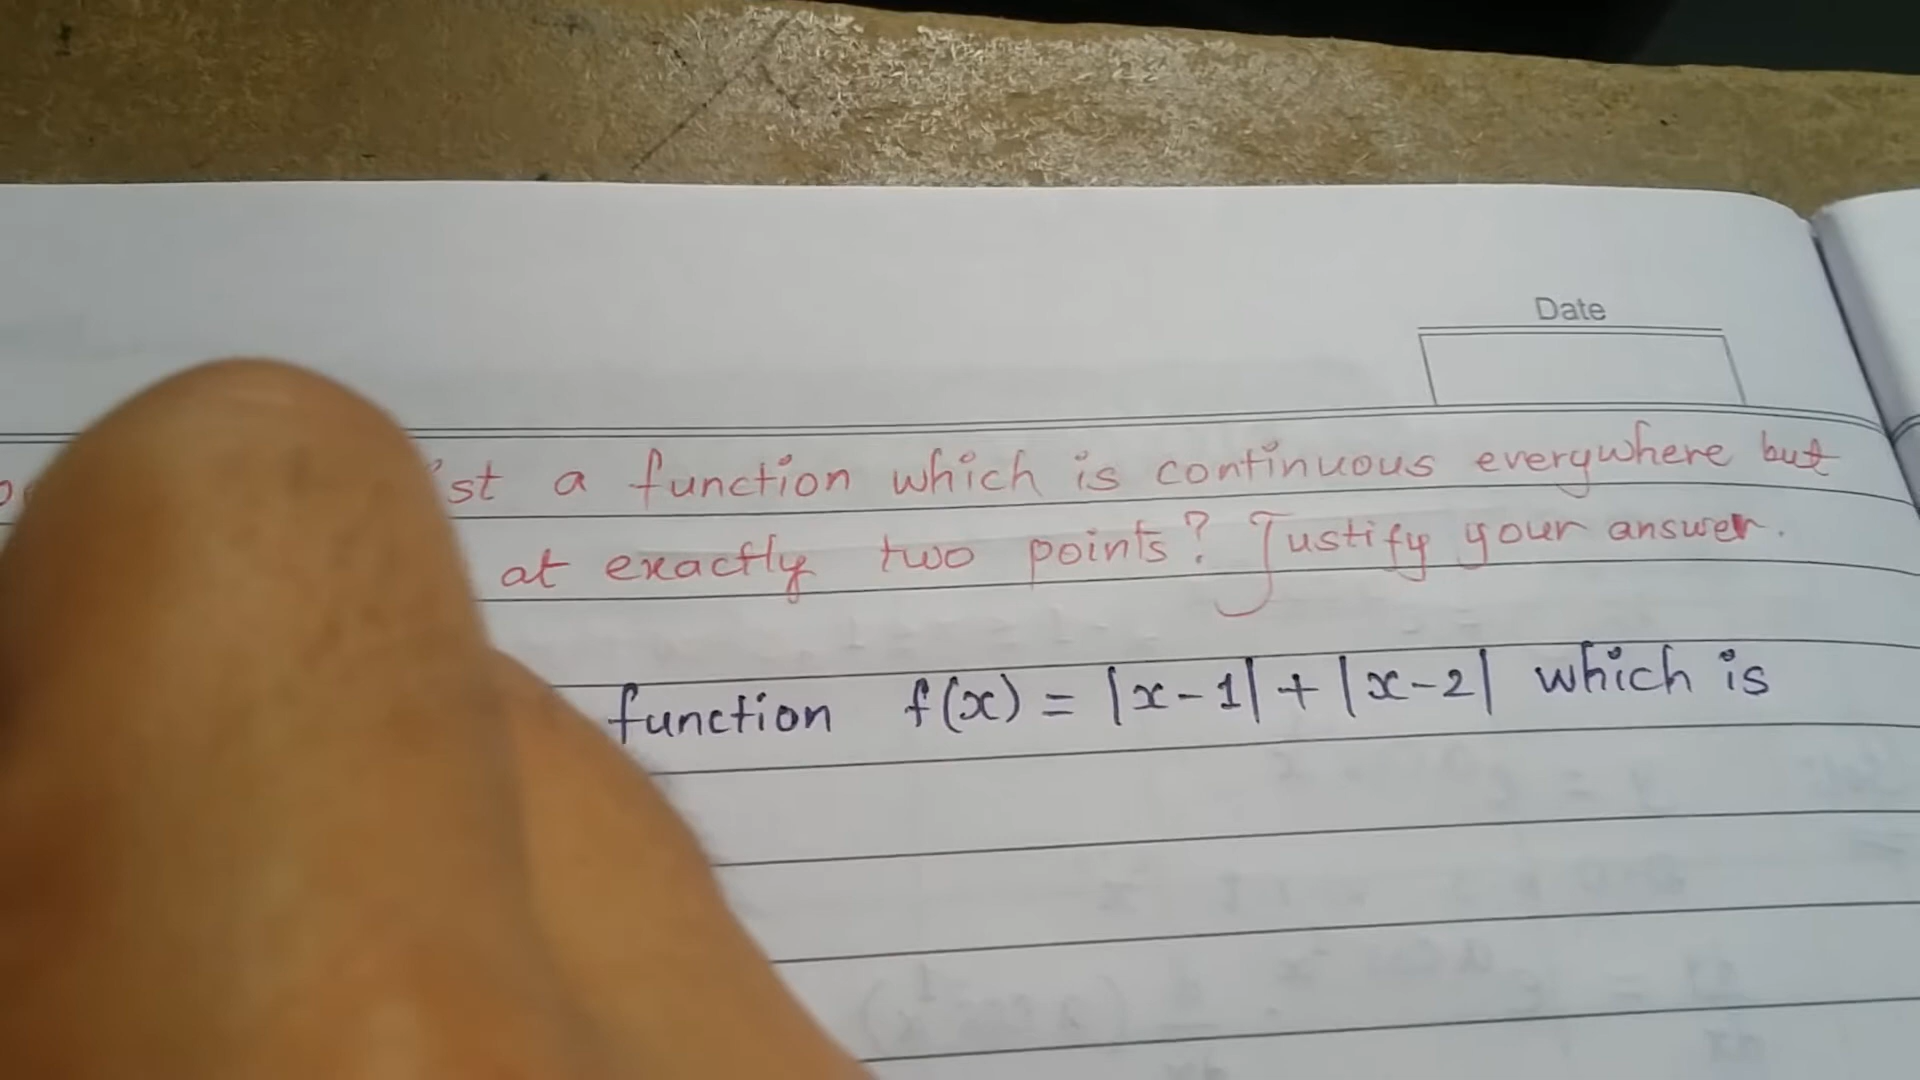 Date
a function which is continuous everywhere but
at exactly two points? Justify your answer.
function f(x) = |x-1| + |x-2| which is